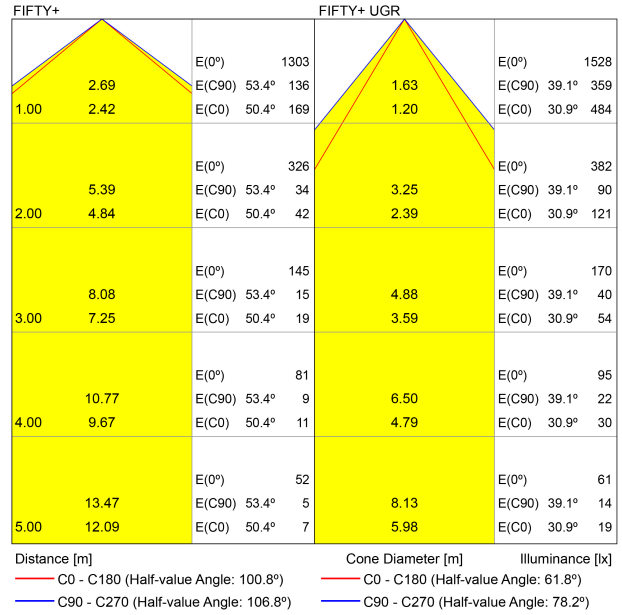 FIFTY+ FIFTY+ UGR
E(0º) 1303 E(0º) 1528
2.69 E(C90) 53.4º 136 1.63 E(C90) 39.1º 359
1.00 2.42 E(C0) 50.4º 169 1.20 E(C0) 30.9º 484
E(0º) 326 E(0º) 382
5.39 E(C90) 53.4º 34 3.25 E(C90) 39.1º 90
2.00 4.84 E(C0) 50.4º 42 2.39 E(C0) 30.9º 121
E(0º) 145 E(0º) 170
8.08 E(C90) 53.4º 15 4.88 E(C90) 39.1º 40
3.00 7.25 E(C0) 50.4º 19 3.59 E(C0) 30.9º 54
E(0º) 81 E(0º) 95
10.77 E(C90) 53.4º 9 6.50 E(C90) 39.1º 22
4.00 9.67 E(C0) 50.4º 11 4.79 E(C0) 30.9º 30
E(0º) 52 E(0º) 61
13.47 E(C90) 53.4º 5 8.13 E(C90) 39.1º 14
5.00 12.09 E(C0) 50.4º 7 5.98 E(C0) 30.9º 19
Distance [m] Cone Diameter [m] Illuminance [lx]
C0 - C180 (Half-value Angle: 100.8º) C0 - C180 (Half-value Angle: 61.8º)
C90 - C270 (Half-value Angle: 106.8º) C90 - C270 (Half-value Angle: 78.2º)